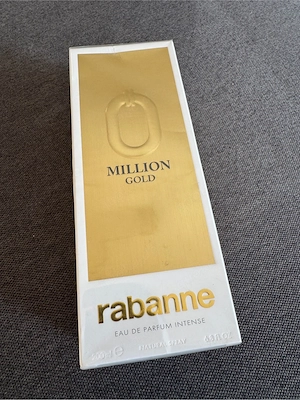 MILLION
GOLD
rabanne
EAU DE PARFUM INTENSE